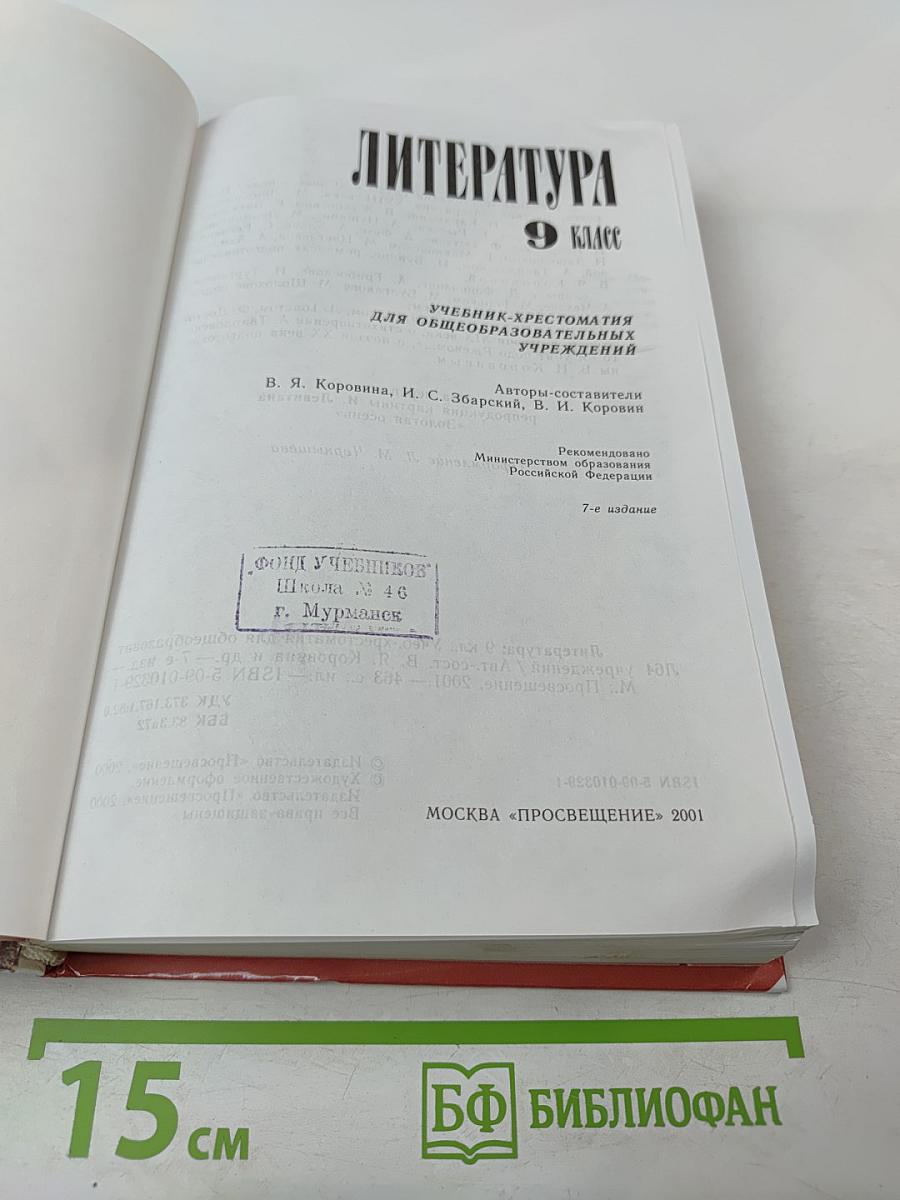 ЛИТЕРАТУРА
9 КЛАСС
УЧЕБНИК-ХРЕСТОМАТИЯ
ДЛЯ ОБЩЕОБРАЗОВАТЕЛЬНЫХ
УЧРЕЖДЕНИЙ
Авторы-составители
В. Я. Коровина, И. С. Збарский, В. И. Коровин
Рекомендовано
Министерством образования
Российской Федерации
7-е издание
"ФОНД УЧЕБНИКОВ"
Школа № 46
г. Мурманск
МОСКВА «ПРОСВЕЩЕНИЕ» 2001
15 см
БФ БИБЛИОФАН